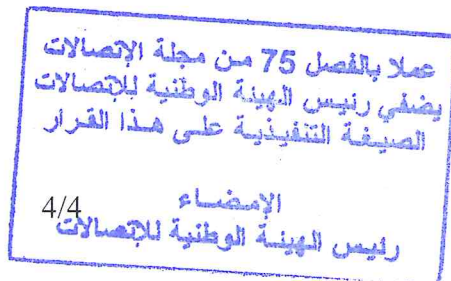 عملا بالفصل 75 من مجلة الإتصالات
يضفي رئيس الهيئة الوطنية للإتصالات
الصيغة التنفيذية على هذا القرار
الإمضاء
4/4
رئيس الهيئة الوطنية للإتصالات